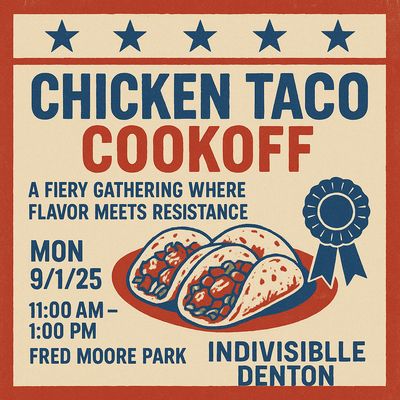 CHICKEN TACO
COOKOFF
A FIERY GATHERING WHERE
FLAVOR MEETS RESISTANCE
MON
9/1/25
11:00 AM –
1:00 PM
FRED MOORE PARK
INDIVISIBLLE
DENTON